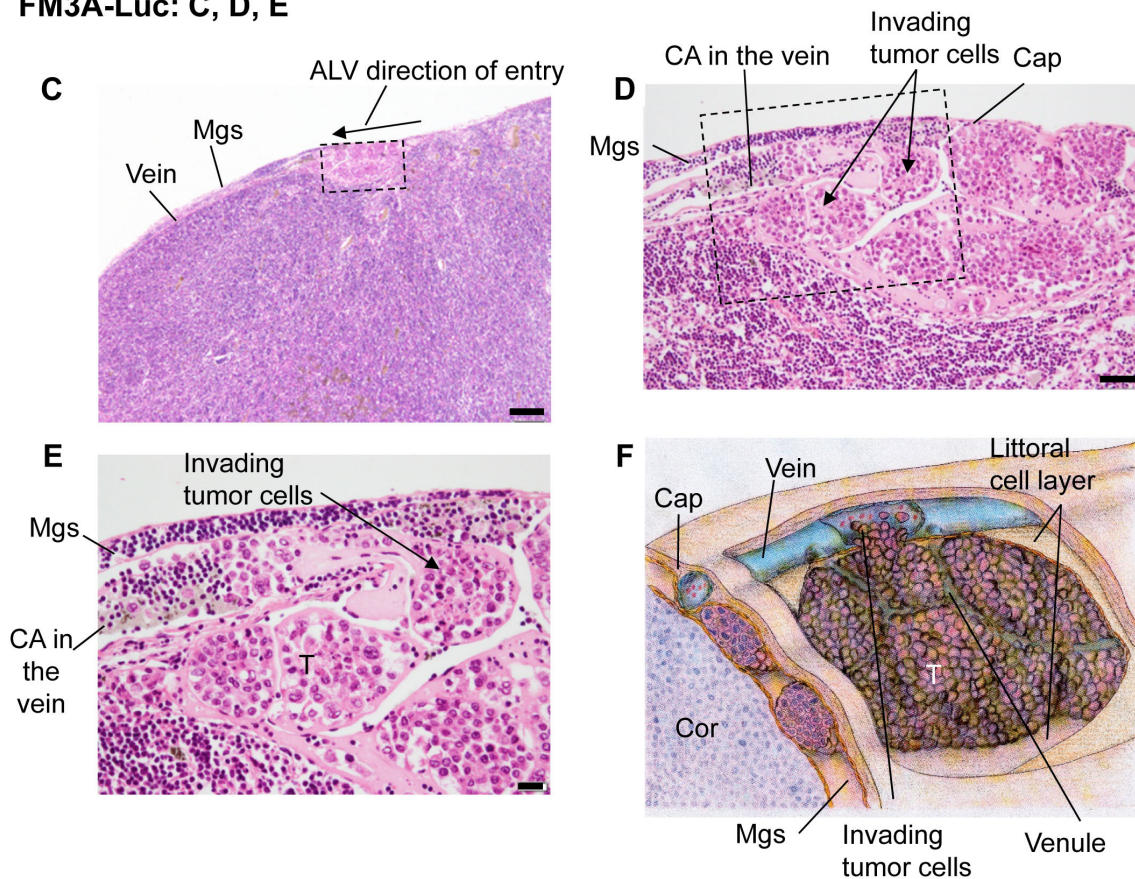 FM3A-Luc: C, D, E
C
ALV direction of entry
Mgs
Vein
D
CA in the vein
Invading
tumor cells
Cap
Mgs
E
Invading
tumor cells
Mgs
CA in
the
vein
T
F
Littoral
cell layer
Vein
Cap
T
Cor
Mgs
Invading
tumor cells
Venule